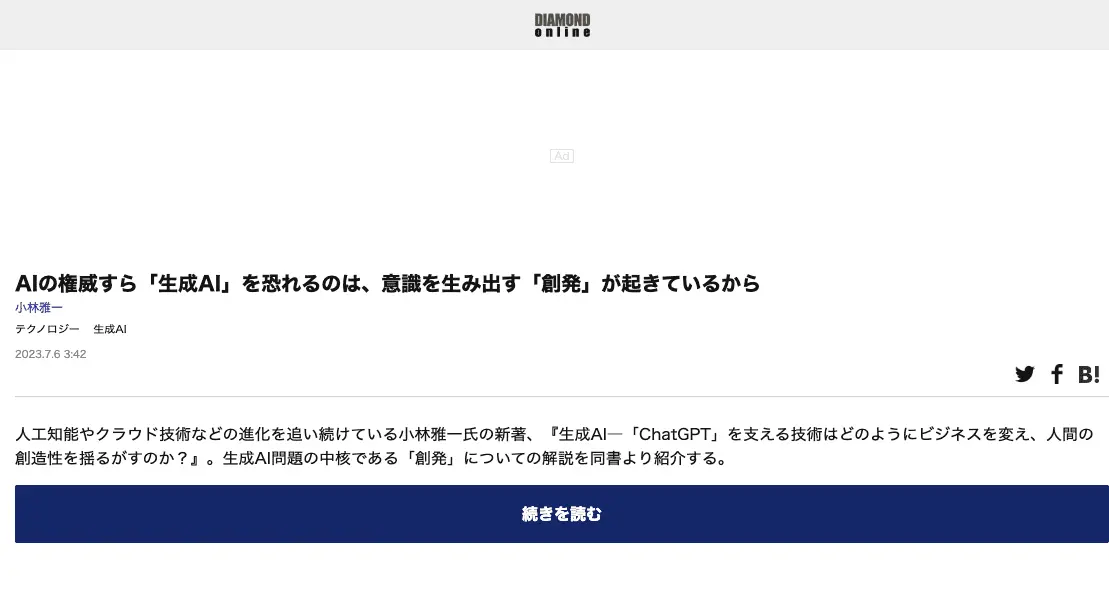 DIAMOND
online
Ad
AIの権威すら「生成AI」を恐れるのは、意識を生み出す「創発」が起きているから
小林雅一
テクノロジー 生成AI
2023.7.6 3:42
B!
人工知能やクラウド技術などの進化を追い続けている小林雅一氏の新著、『生成AI―「ChatGPT」を支える技術はどのようにビジネスを変え、人間の
創造性を揺るがすのか？』。生成AI問題の中核である「創発」についての解説を同書より紹介する。
続きを読む